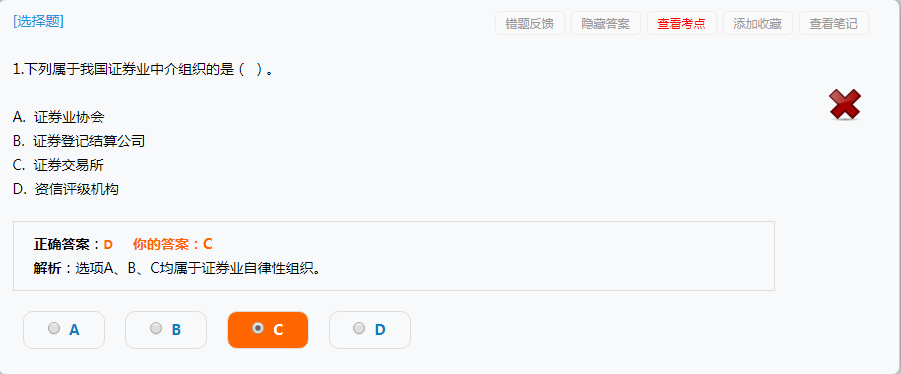 [选择题]
错题反馈 隐藏答案 查看考点 添加收藏 查看笔记
1.下列属于我国证券业中介组织的是（ ）。
A. 证券业协会
B. 证券登记结算公司
C. 证券交易所
D. 资信评级机构
正确答案：D 你的答案：C
解析：选项A、B、C均属于证券业自律性组织。
A B C D